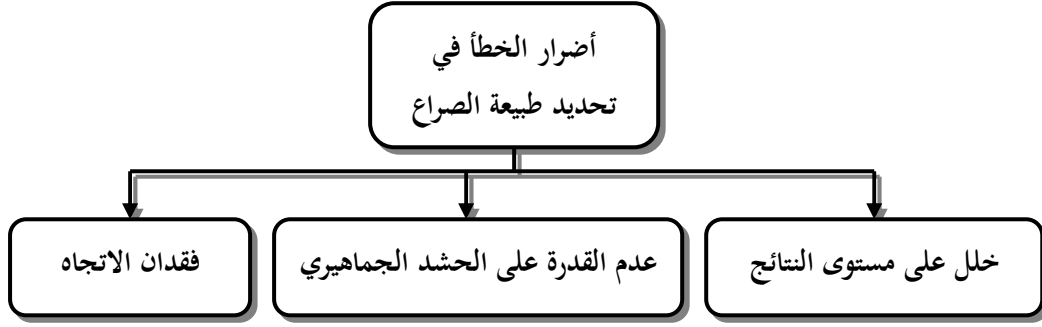 أضرار الخطأ في
تحديد طبيعة الصراع
خلل على مستوى النتائج
عدم القدرة على الحشد الجماهيري
فقدان الاتجاه